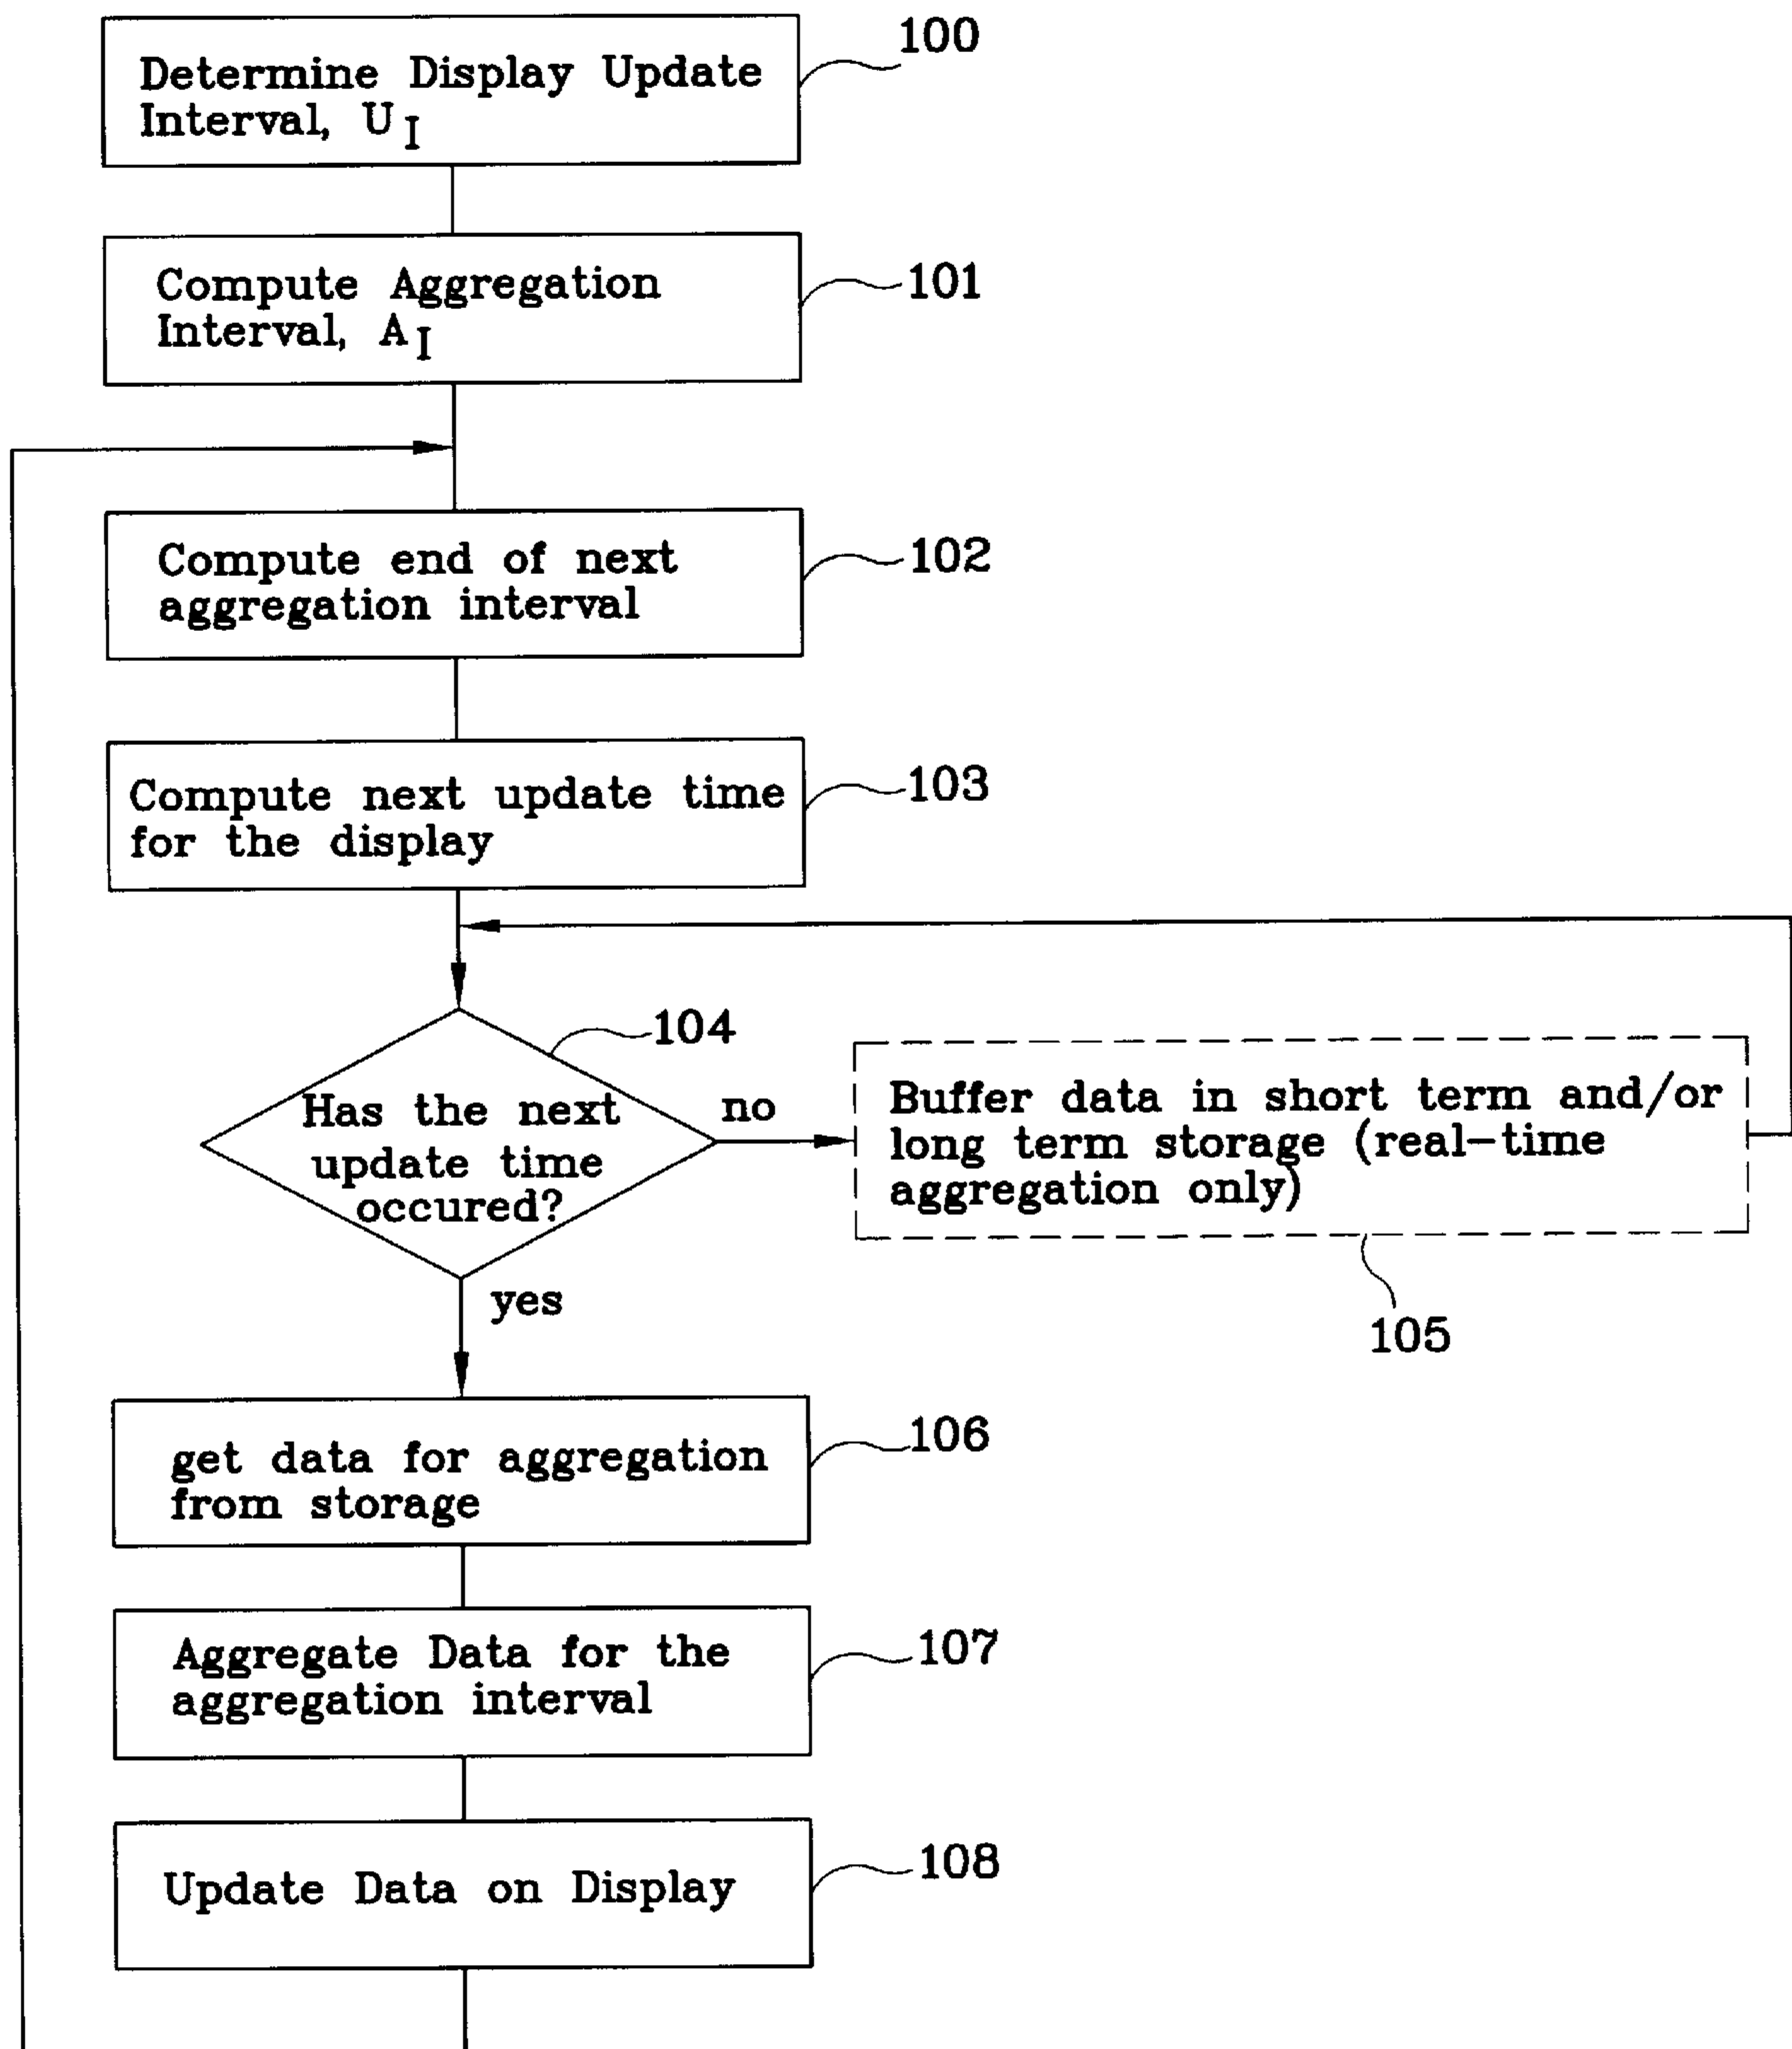 100
Determine Display Update
Interval, U_I
101
Compute Aggregation
Interval, A_I
102
Compute end of next
aggregation interval
103
Compute next update time
for the display
104
Has the next
update time
occured?
no
yes
Buffer data in short term and/or
long term storage (real-time
aggregation only)
105
106
get data for aggregation
from storage
107
Aggregate Data for the
aggregation interval
108
Update Data on Display